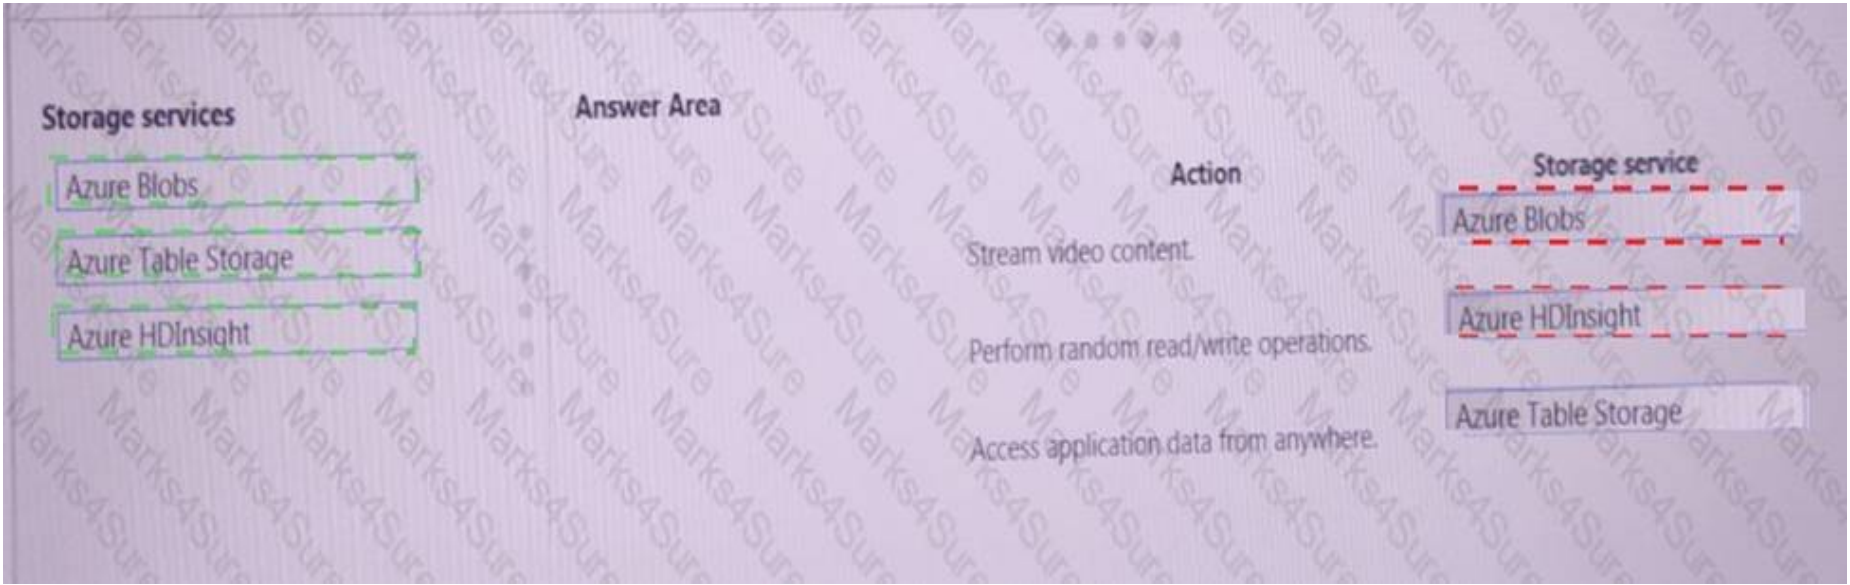 Storage services
Azure Blobs
Azure Table Storage
Azure HDInsight
Answer Area
Action
Storage service
Stream video content.
Azure Blobs
Perform random read/write operations.
Azure HDInsight
Access application data from anywhere.
Azure Table Storage
Marks4Sure